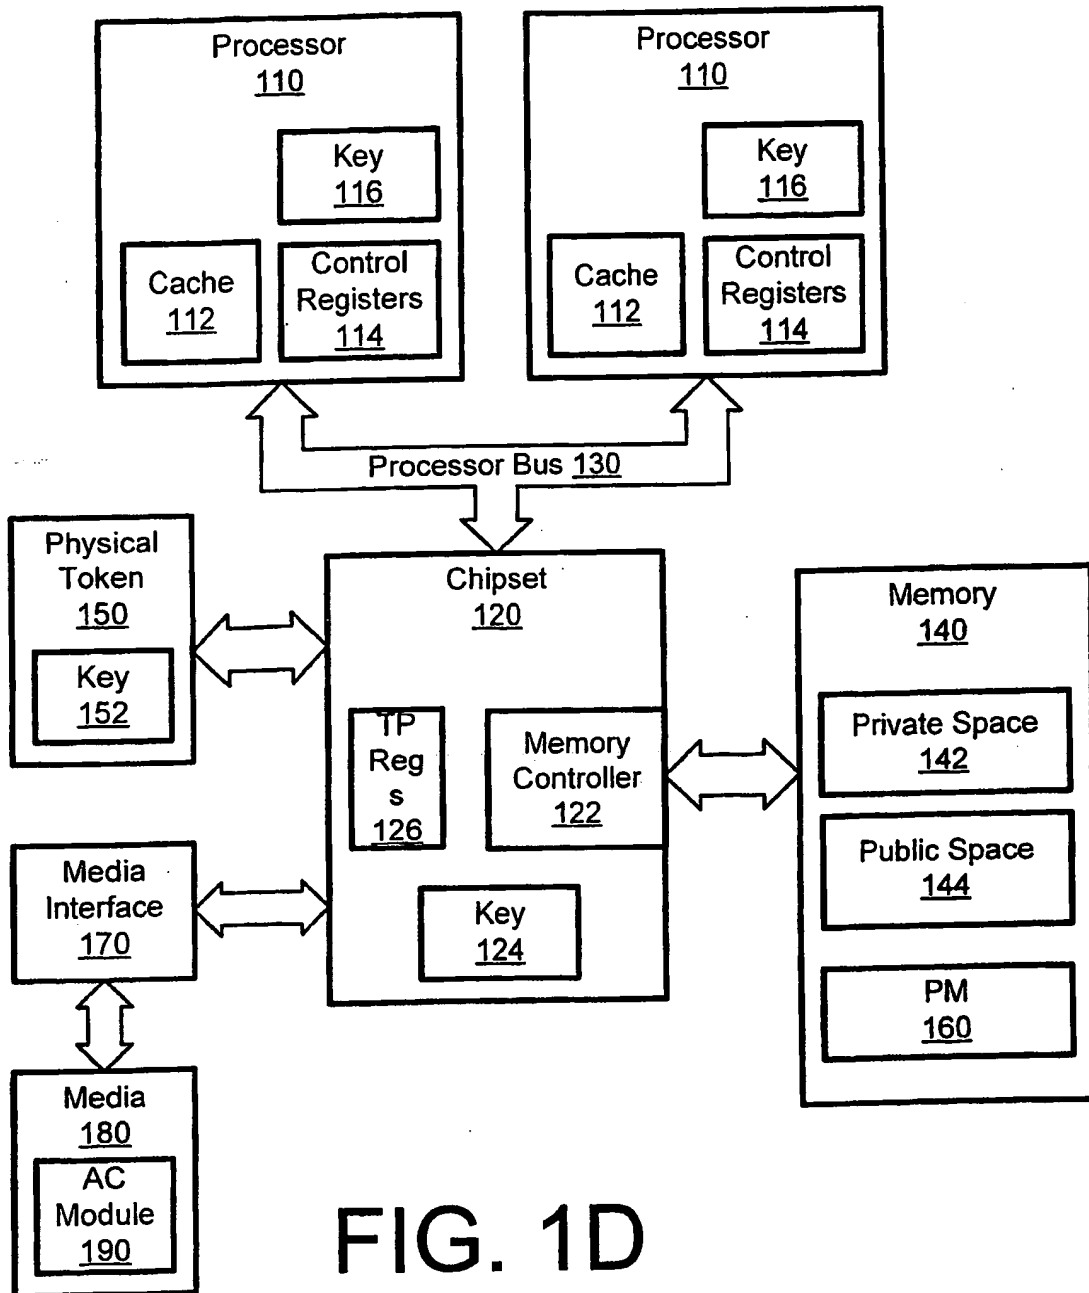 Processor
110
Key
116
Cache
112
Control
Registers
114
Processor
110
Key
116
Cache
112
Control
Registers
114
Processor Bus 130
Physical
Token
150
Key
152
Chipset
120
TP
Reg
s
126
Memory
Controller
122
Key
124
Memory
140
Private Space
142
Public Space
144
PM
160
Media
Interface
170
Media
180
AC
Module
190
FIG. 1D